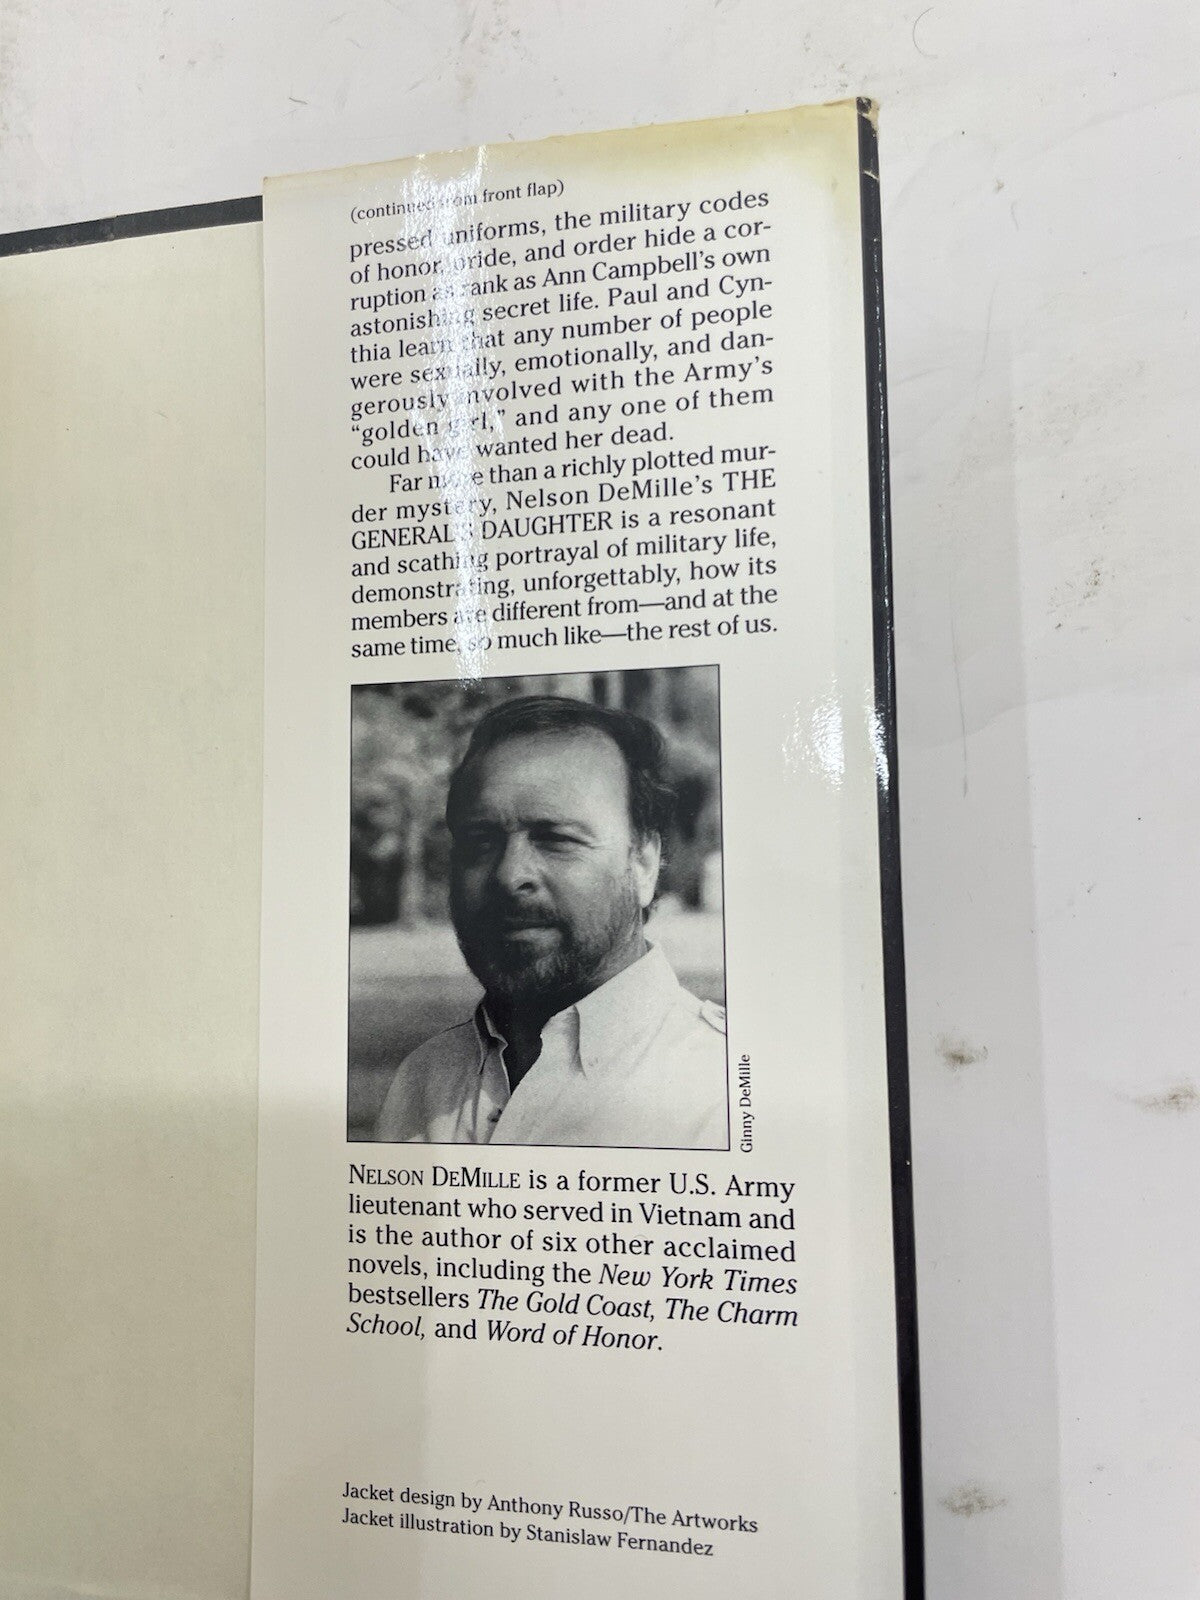 (continued from front flap)
pressed uniforms, the military codes
of honor, pride, and order hide a cor-
ruption as rank as Ann Campbell's own
astonishing secret life. Paul and Cyn-
thia learn that any number of people
were sexually, emotionally, and dan-
gerously involved with the Army's
“golden girl,” and any one of them
could have wanted her dead.
Far more than a richly plotted mur-
der mystery, Nelson DeMille's THE
GENERAL'S DAUGHTER is a resonant
and scathing portrayal of military life,
demonstrating, unforgettably, how its
members are different from—and at the
same time, so much like—the rest of us.
Ginny DeMille
NELSON DEMILLE is a former U.S. Army
lieutenant who served in Vietnam and
is the author of six other acclaimed
novels, including the New York Times
bestsellers The Gold Coast, The Charm
School, and Word of Honor.
Jacket design by Anthony Russo/The Artworks
Jacket illustration by Stanislaw Fernandez